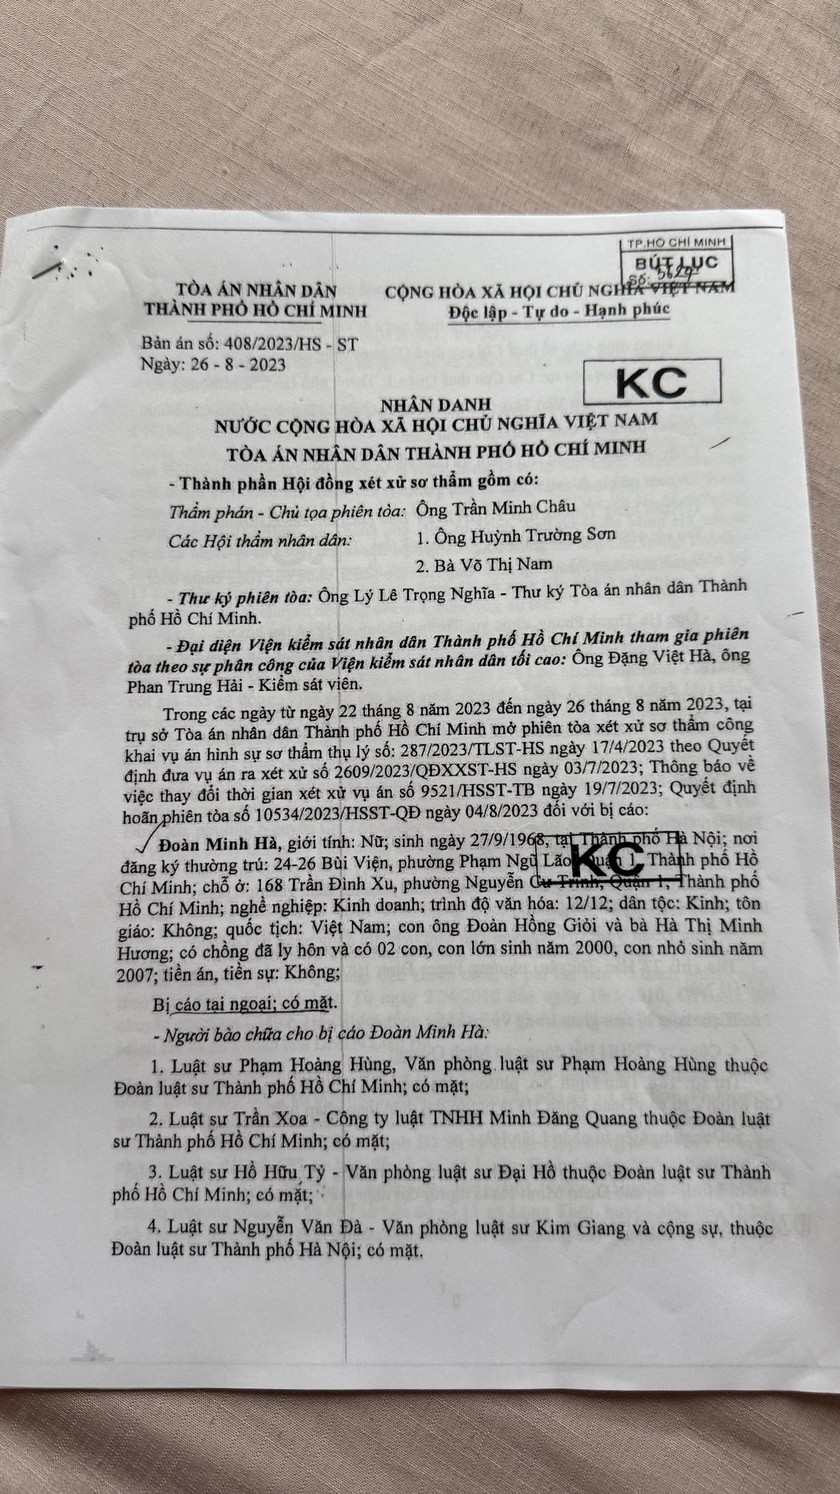 TP.HỒ CHÍ MINH
BÚT LỤC
TÒA ÁN NHÂN DÂN
THÀNH PHỐ HỒ CHÍ MINH
CỘNG HÒA XÃ HỘI CHỦ NGHĨA VIỆT NAM
Độc lập - Tự do - Hạnh phúc
Bản án số: 408/2023/HS - ST
Ngày: 26 - 8 - 2023
KC
NHÂN DANH
NƯỚC CỘNG HÒA XÃ HỘI CHỦ NGHĨA VIỆT NAM
TÒA ÁN NHÂN DÂN THÀNH PHỐ HỒ CHÍ MINH
- Thành phần Hội đồng xét xử sơ thẩm gồm có:
Thẩm phán - Chủ tọa phiên tòa: Ông Trần Minh Châu
Các Hội thẩm nhân dân: 1. Ông Huỳnh Trường Sơn
2. Bà Võ Thị Nam
- Thư ký phiên tòa: Ông Lý Lê Trọng Nghĩa - Thư ký Tòa án nhân dân Thành
phố Hồ Chí Minh.
- Đại diện Viện kiểm sát nhân dân Thành phố Hồ Chí Minh tham gia phiên
tòa theo sự phân công của Viện kiểm sát nhân dân tối cao: Ông Đặng Việt Hà, ông
Phan Trung Hải - Kiểm sát viên.
Trong các ngày từ ngày 22 tháng 8 năm 2023 đến ngày 26 tháng 8 năm 2023, tại
trụ sở Tòa án nhân dân Thành phố Hồ Chí Minh mở phiên tòa xét xử sơ thẩm công
khai vụ án hình sự sơ thẩm thụ lý số: 287/2023/TLST-HS ngày 17/4/2023 theo Quyết
định đưa vụ án ra xét xử số 2609/2023/QĐXXST-HS ngày 03/7/2023; Thông báo về
việc thay đổi thời gian xét xử vụ án số 9521/HSST-TB ngày 19/7/2023; Quyết định
hoãn phiên tòa số 10534/2023/HSST-QĐ ngày 04/8/2023 đối với bị cáo:
Đoàn Minh Hà, giới tính: Nữ; sinh ngày 27/9/1968, tại Thành phố Hà Nội; nơi
đăng ký thường trú: 24-26 Bùi Viện, phường Phạm Ngũ Lão, Quận 1, Thành phố Hồ
KC
Chí Minh; chỗ ở: 168 Trần Đình Xu, phường Nguyễn Cư Trinh, Quận 1, Thành phố
Hồ Chí Minh; nghề nghiệp: Kinh doanh; trình độ văn hóa: 12/12; dân tộc: Kinh; tôn
giáo: Không; quốc tịch: Việt Nam; con ông Đoàn Hồng Giỏi và bà Hà Thị Minh
Hương; có chồng đã ly hôn và có 02 con, con lớn sinh năm 2000, con nhỏ sinh năm
2007; tiền án, tiền sự: Không;
Bị cáo tại ngoại; có mặt.
- Người bào chữa cho bị cáo Đoàn Minh Hà:
1. Luật sư Phạm Hoàng Hùng, Văn phòng luật sư Phạm Hoàng Hùng thuộc
Đoàn luật sư Thành phố Hồ Chí Minh; có mặt;
2. Luật sư Trần Xoa - Công ty luật TNHH Minh Đăng Quang thuộc Đoàn luật
sư Thành phố Hồ Chí Minh; có mặt;
3. Luật sư Hồ Hữu Tý - Văn phòng luật sư Đại Hồ thuộc Đoàn luật sư Thành
phố Hồ Chí Minh; có mặt;
4. Luật sư Nguyễn Văn Đà - Văn phòng luật sư Kim Giang và cộng sự, thuộc
Đoàn luật sư Thành phố Hà Nội; có mặt.